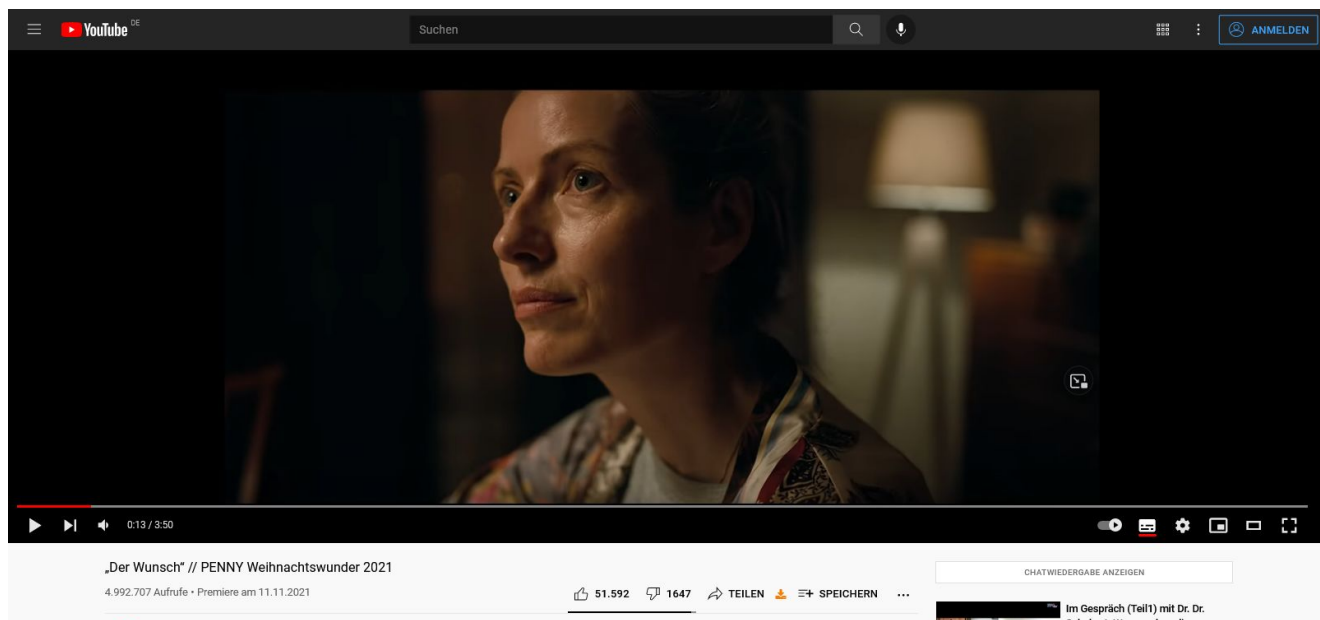 YouTube DE
Suchen
ANMELDEN
0:13 / 3:50
„Der Wunsch“ // PENNY Weihnachtswunder 2021
4.992.707 Aufrufe • Premiere am 11.11.2021
51.592 1647 TEILEN SPEICHERN
CHATWIEDERGABE ANZEIGEN
Im Gespräch (Teil1) mit Dr. Dr.